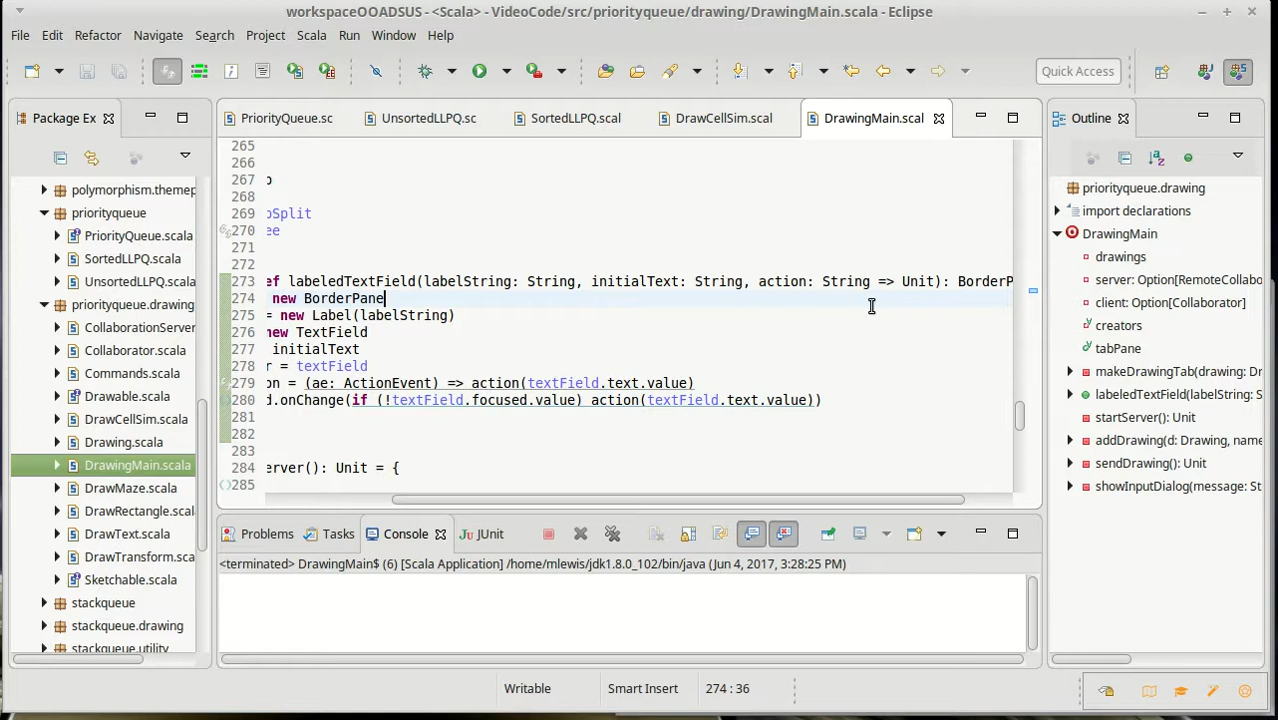 workspaceOOADSUS - <Scala> - VideoCode/src/priorityqueue/drawing/DrawingMain.scala - Eclipse
File Edit Refactor Navigate Search Project Scala Run Window Help
Quick Access
Package Ex
polymorphism.themep
priorityqueue
PriorityQueue.scala
SortedLLPQ.scala
UnsortedLLPQ.sca
priorityqueue.drawing
CollaborationServer
Collaborator.scala
Commands.scala
Drawable.scala
DrawCellSim.scala
Drawing.scala
DrawingMain.scala
DrawMaze.scala
DrawRectangle.scala
DrawText.scala
DrawTransform.sca
Sketchable.scala
stackqueue
stackqueue.drawing
stackqueue.utility
PriorityQueue.sc UnsortedLLPQ.sc SortedLLPQ.scal DrawCellSim.scal DrawingMain.scal
265
266
267 o
268
269 oSplit
270 ee
271
272
273 ef labeledTextField(labelString: String, initialText: String, action: String => Unit): BorderP
274 new BorderPane
275 = new Label(labelString)
276 new TextField
277 initialText
278 r = textField
279 on = (ae: ActionEvent) => action(textField.text.value)
280 d.onChange(if (!textField.focused.value) action(textField.text.value))
281
282
283
284 erver(): Unit = {
285
Problems Tasks Console JUnit
<terminated> DrawingMain$ (6) [Scala Application] /home/mlewis/jdk1.8.0_102/bin/java (Jun 4, 2017, 3:28:25 PM)
Outline
priorityqueue.drawing
import declarations
DrawingMain
drawings
server: Option[RemoteCollabo
client: Option[Collaborator]
creators
tabPane
makeDrawingTab(drawing: Dr
labeledTextField(labelString: S
startServer(): Unit
addDrawing(d: Drawing, name
sendDrawing(): Unit
showInputDialog(message: St
Writable Smart Insert 274 : 36